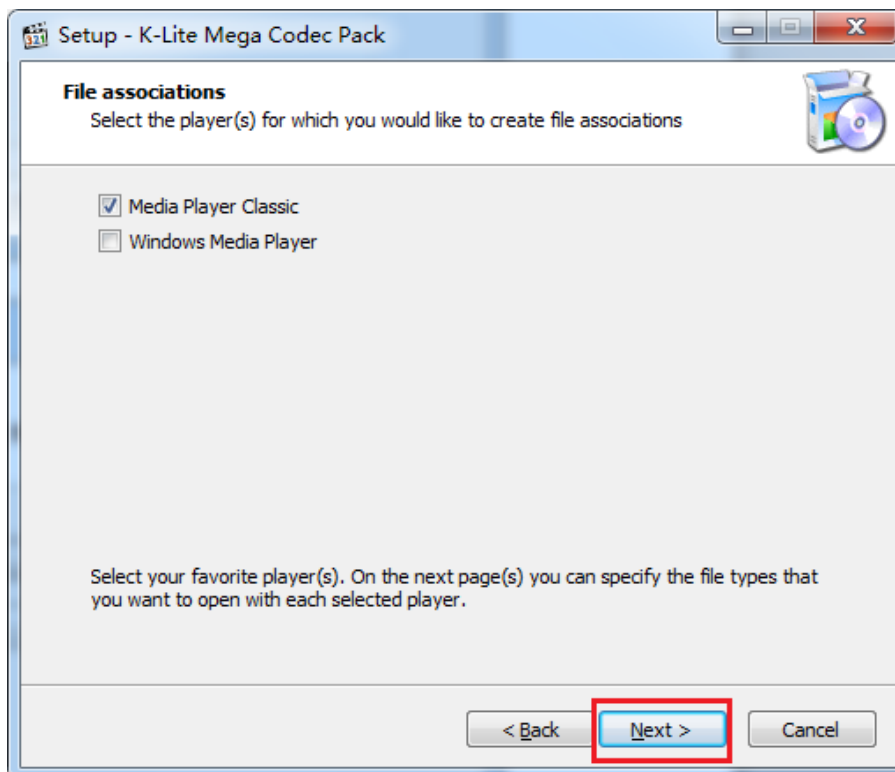 Setup - K-Lite Mega Codec Pack
File associations
Select the player(s) for which you would like to create file associations
Media Player Classic
Windows Media Player
Select your favorite player(s). On the next page(s) you can specify the file types that
you want to open with each selected player.
< Back
Next >
Cancel